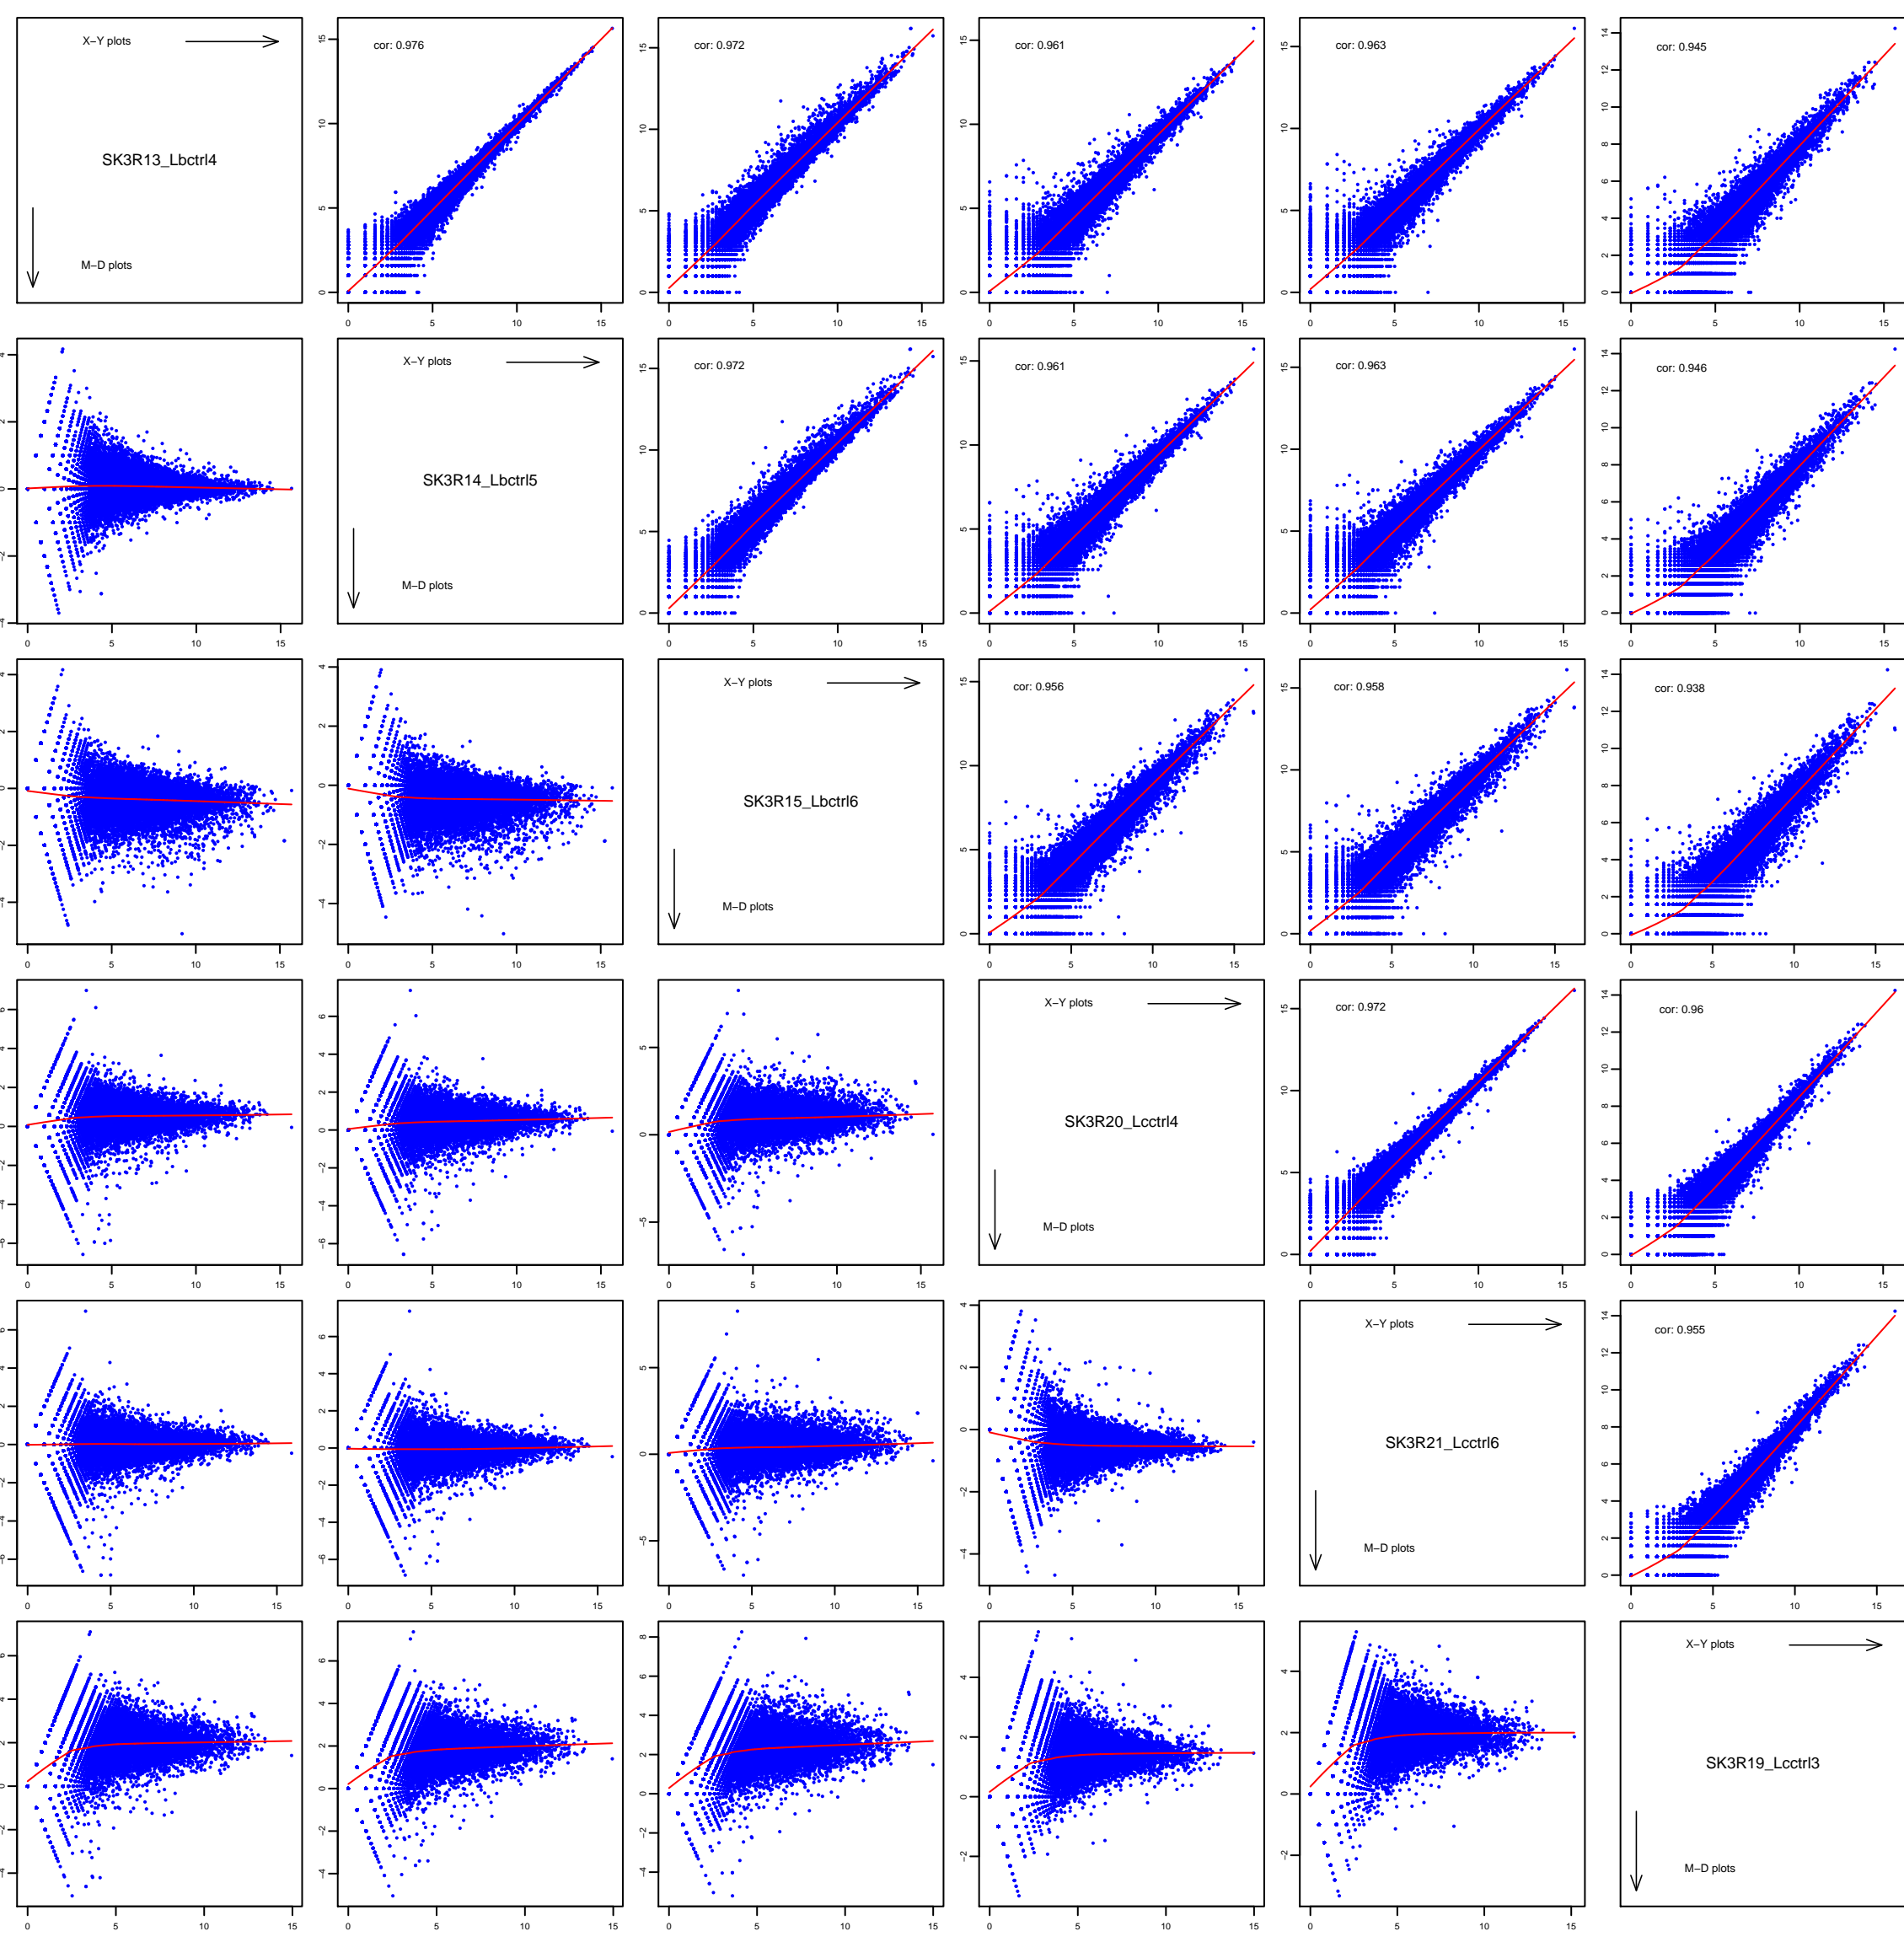 X−Y plots
cor: 0.976
cor: 0.972
cor: 0.961
cor: 0.963
cor: 0.945
SK3R13_Lbctrl4
M−D plots
X−Y plots
cor: 0.972
cor: 0.961
cor: 0.963
cor: 0.946
SK3R14_Lbctrl5
M−D plots
X−Y plots
cor: 0.956
cor: 0.958
cor: 0.938
SK3R15_Lbctrl6
M−D plots
X−Y plots
cor: 0.972
cor: 0.96
SK3R20_Lcctrl4
M−D plots
X−Y plots
cor: 0.955
SK3R21_Lcctrl6
M−D plots
X−Y plots
SK3R19_Lcctrl3
M−D plots